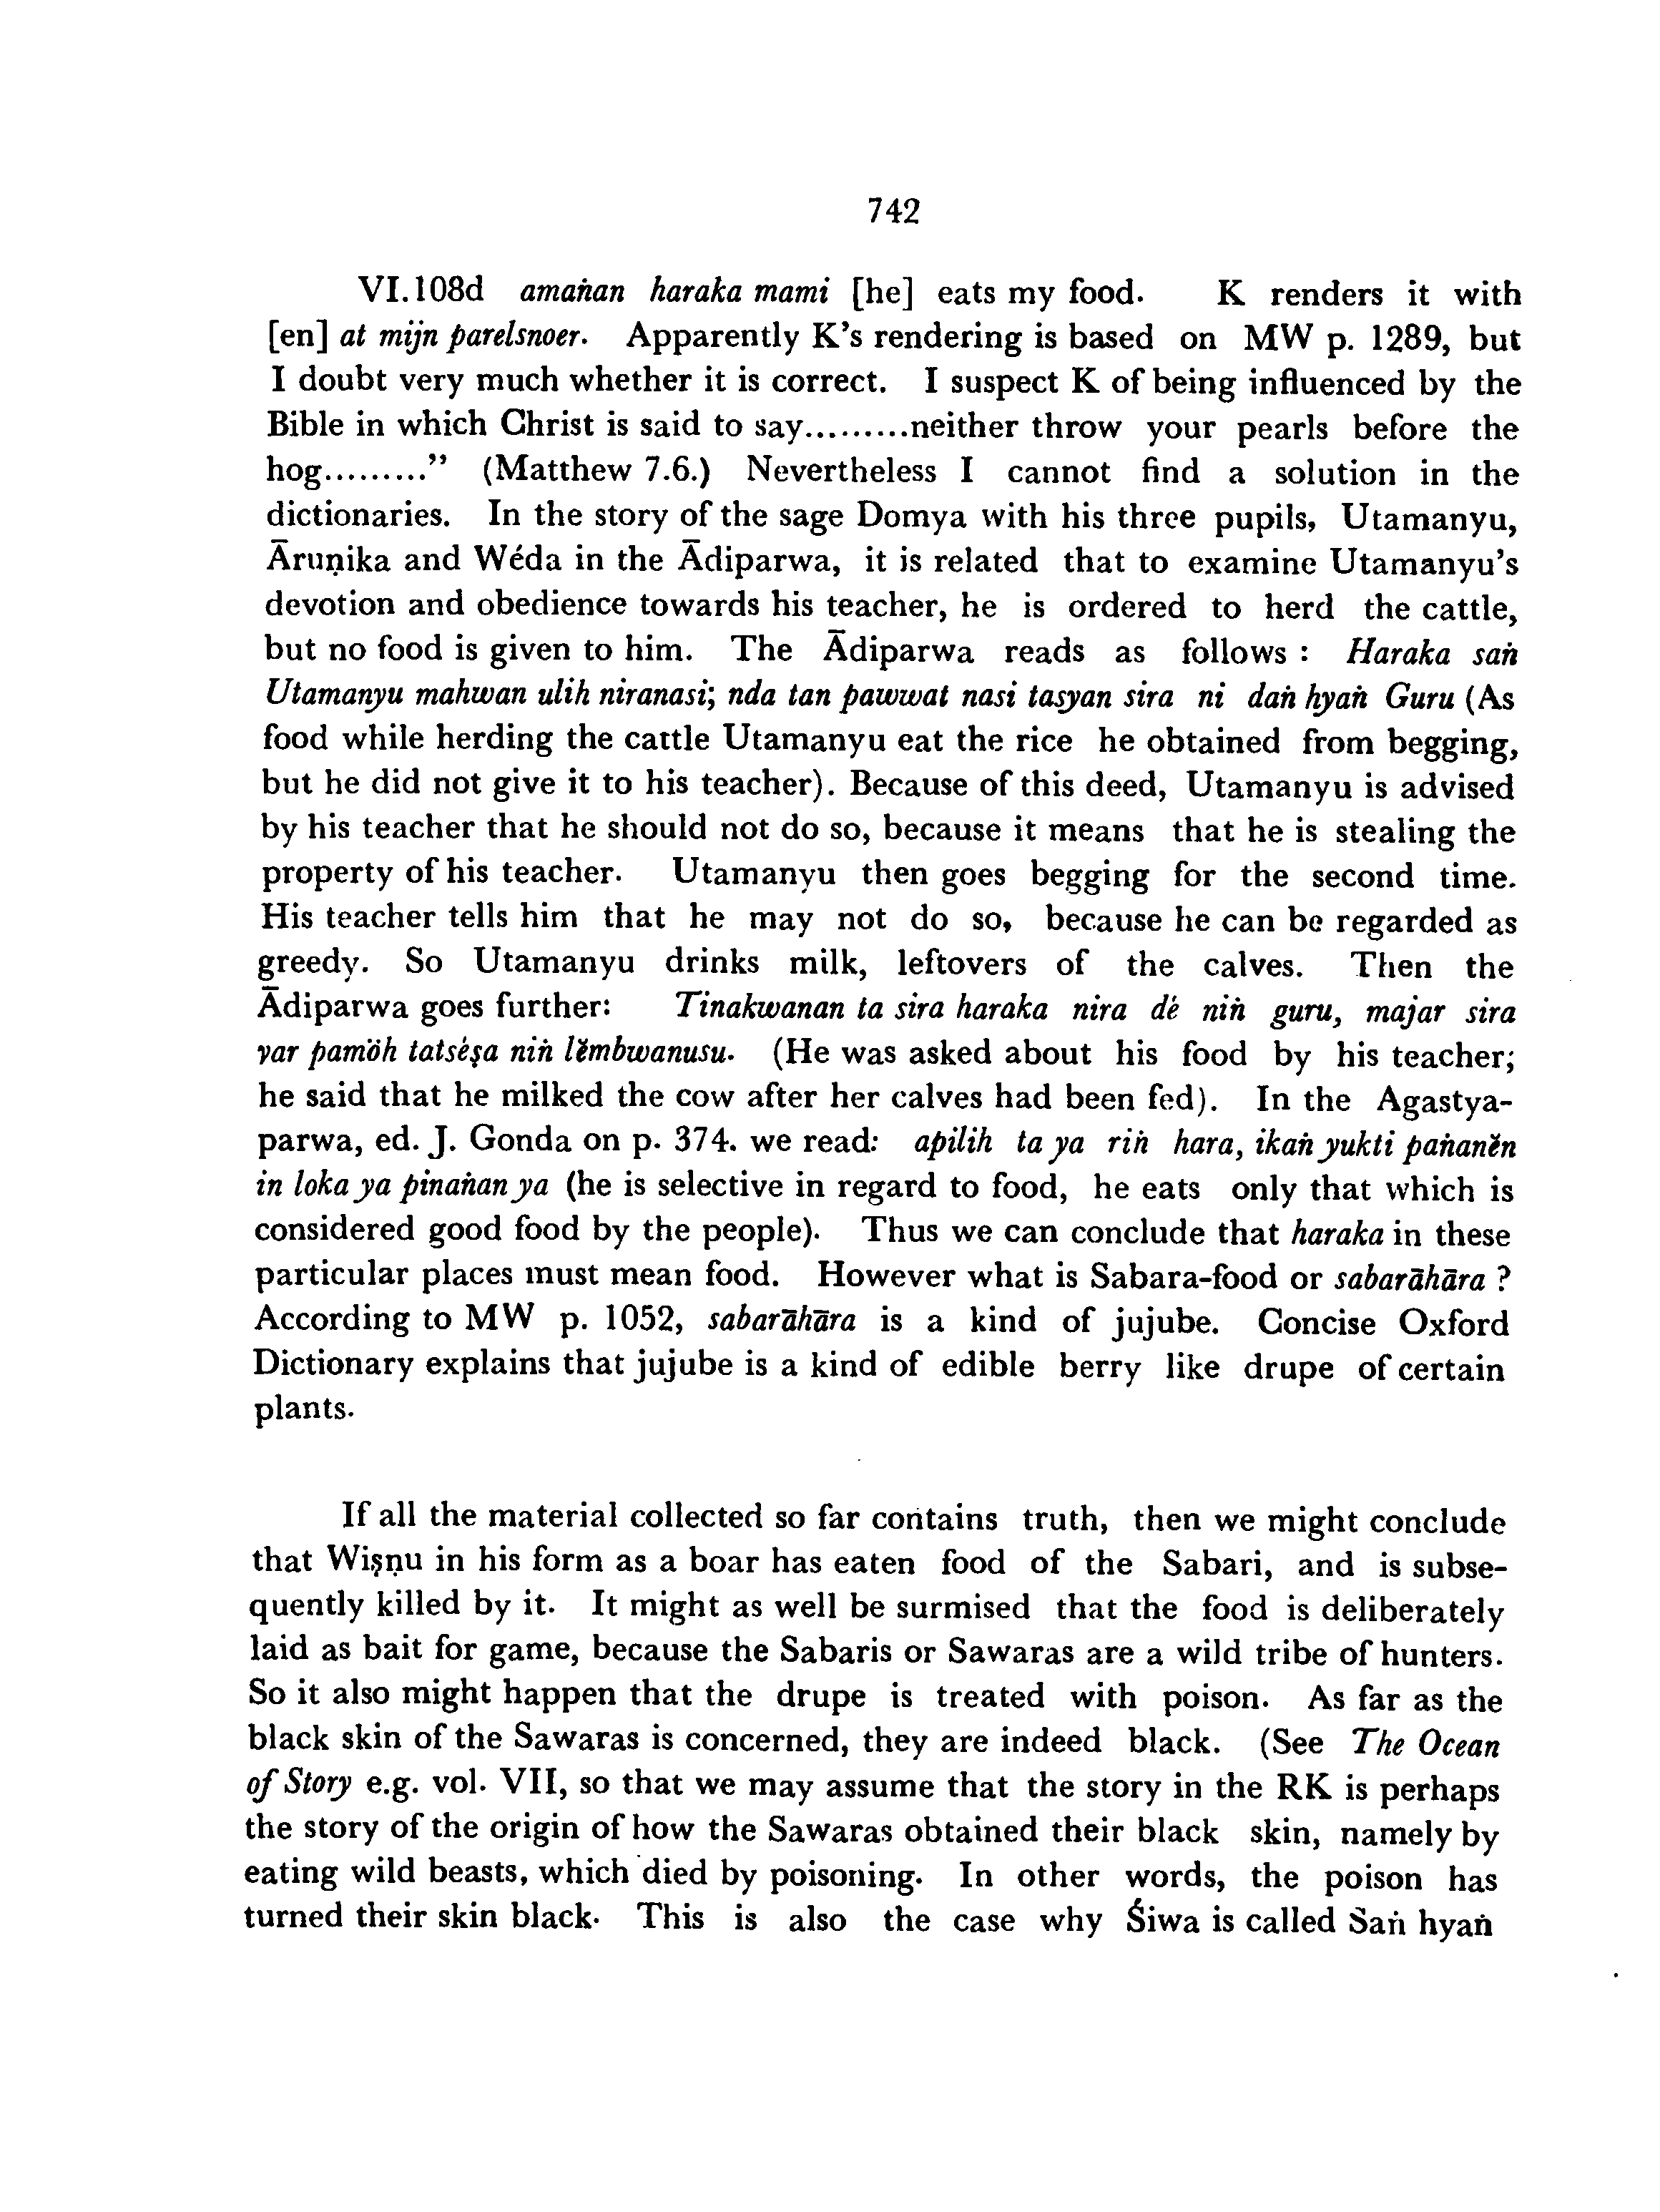 742
VI.108d amaṅan haraka mami [he] eats my food. K renders it with
[en] at mijn parelsnoer. Apparently K's rendering is based on MW p. 1289, but
I doubt very much whether it is correct. I suspect K of being influenced by the
Bible in which Christ is said to say.........neither throw your pearls before the
hog........." (Matthew 7.6.) Nevertheless I cannot find a solution in the
dictionaries. In the story of the sage Domya with his three pupils, Utamanyu,
Āruṇika and Wéda in the Ādiparwa, it is related that to examine Utamanyu's
devotion and obedience towards his teacher, he is ordered to herd the cattle,
but no food is given to him. The Ādiparwa reads as follows : Haraka saṅ
Utamanyu mahwan ulih niranasi; nda tan pawwat nasi tasyan sira ni daṅ hyaṅ Guru (As
food while herding the cattle Utamanyu eat the rice he obtained from begging,
but he did not give it to his teacher). Because of this deed, Utamanyu is advised
by his teacher that he should not do so, because it means that he is stealing the
property of his teacher. Utamanyu then goes begging for the second time.
His teacher tells him that he may not do so, because he can be regarded as
greedy. So Utamanyu drinks milk, leftovers of the calves. Then the
Ādiparwa goes further: Tinakwanan ta sira haraka nira dé niṅ guru, majar sira
yar pamöh tatséṣa niṅ lĕmbwanusu. (He was asked about his food by his teacher;
he said that he milked the cow after her calves had been fed). In the Agastya-
parwa, ed. J. Gonda on p. 374. we read: apilih ta ya riṅ hara, ikaṅ yukti paṅanĕn
in loka ya pinaṅan ya (he is selective in regard to food, he eats only that which is
considered good food by the people). Thus we can conclude that haraka in these
particular places must mean food. However what is Sabara-food or sabarāhāra ?
According to MW p. 1052, sabarāhāra is a kind of jujube. Concise Oxford
Dictionary explains that jujube is a kind of edible berry like drupe of certain
plants.
If all the material collected so far contains truth, then we might conclude
that Wiṣṇu in his form as a boar has eaten food of the Sabari, and is subse-
quently killed by it. It might as well be surmised that the food is deliberately
laid as bait for game, because the Sabaris or Sawaras are a wild tribe of hunters.
So it also might happen that the drupe is treated with poison. As far as the
black skin of the Sawaras is concerned, they are indeed black. (See The Ocean
of Story e.g. vol. VII, so that we may assume that the story in the RK is perhaps
the story of the origin of how the Sawaras obtained their black skin, namely by
eating wild beasts, which died by poisoning. In other words, the poison has
turned their skin black. This is also the case why Śiwa is called Saṅ hyaṅ